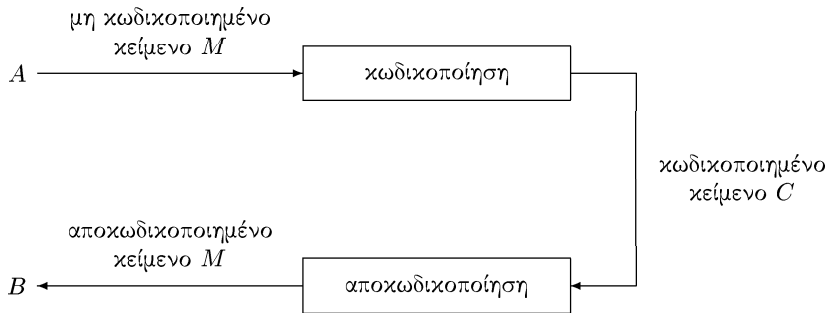 μη κωδικοποιημένο
κείμενο M
A
κωδικοποίηση
κωδικοποιημένο
κείμενο C
αποκωδικοποιημένο
κείμενο M
B
αποκωδικοποίηση